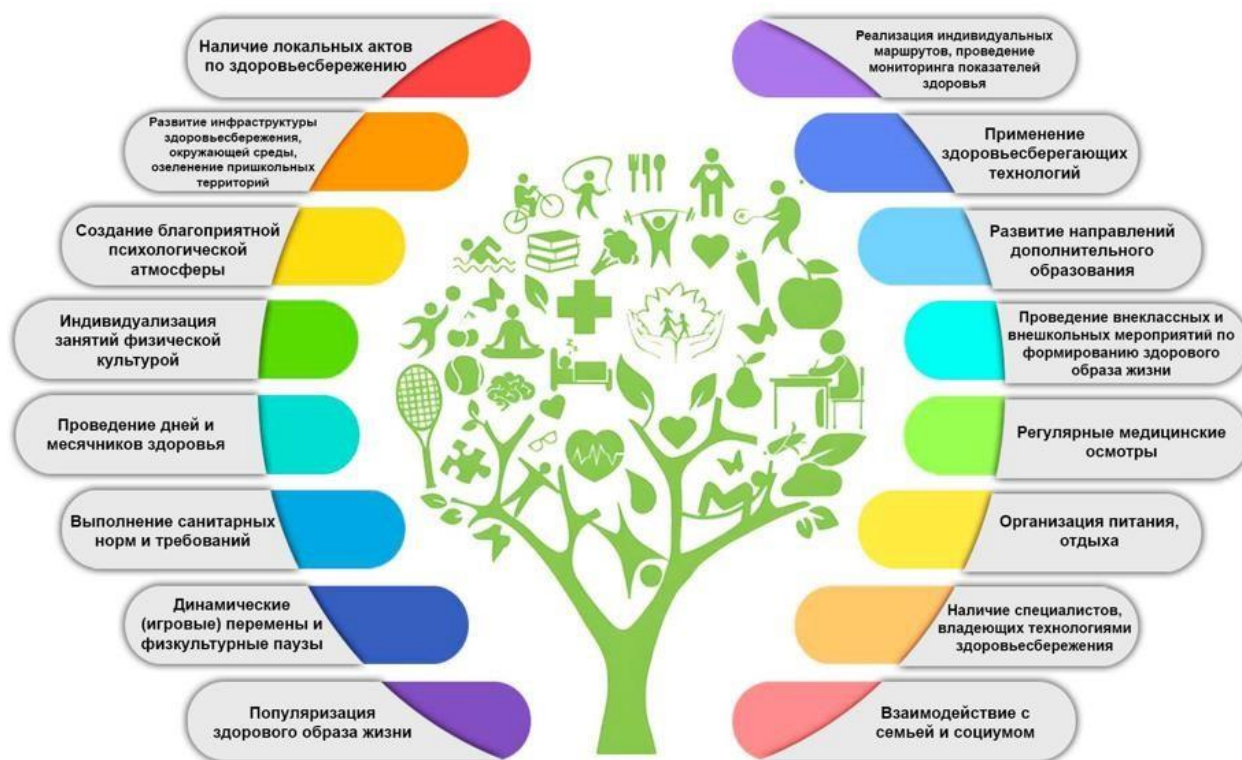 Наличие локальных актов
по здоровьесбережению
Развитие инфраструктуры
здоровьесбережения,
окружающей среды,
озеленение пришкольных
территорий
Создание благоприятной
психологической
атмосферы
Индивидуализация
занятий физической
культурой
Проведение дней и
месячников здоровья
Выполнение санитарных
норм и требований
Динамические
(игровые) перемены и
физкультурные паузы
Популяризация
здорового образа жизни
Реализация индивидуальных
маршрутов, проведение
мониторинга показателей
здоровья
Применение
здоровьесберегающих
технологий
Развитие направлений
дополнительного
образования
Проведение внеклассных и
внешкольных мероприятий по
формированию здорового
образа жизни
Регулярные медицинские
осмотры
Организация питания,
отдыха
Наличие специалистов,
владеющих технологиями
здоровьесбережения
Взаимодействие с
семьей и социумом